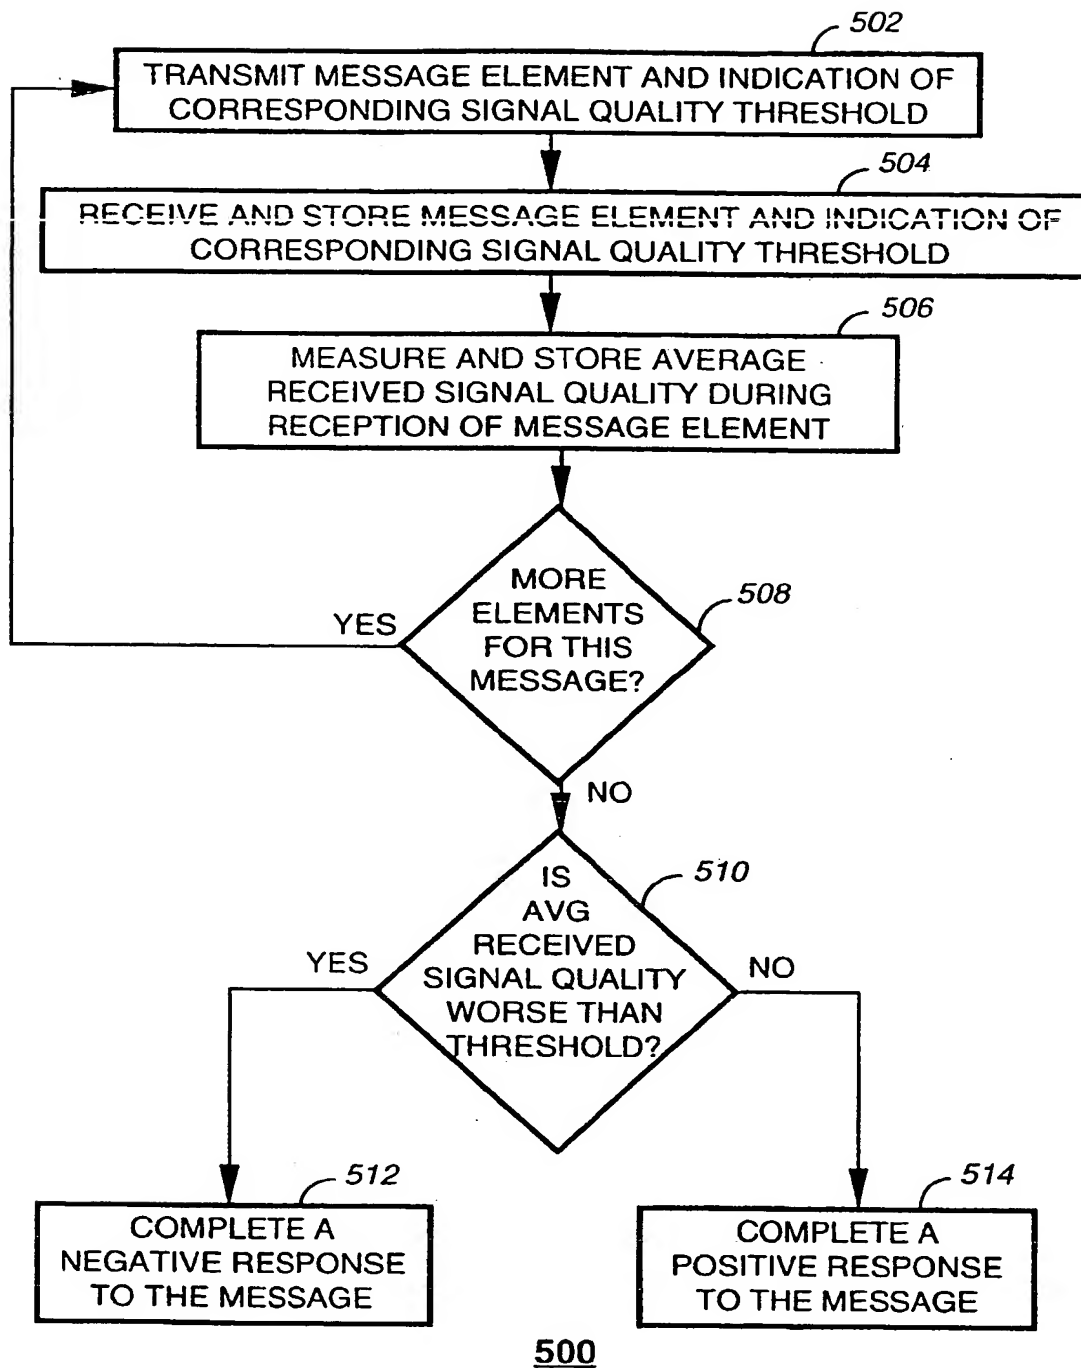 502
TRANSMIT MESSAGE ELEMENT AND INDICATION OF
CORRESPONDING SIGNAL QUALITY THRESHOLD
504
RECEIVE AND STORE MESSAGE ELEMENT AND INDICATION OF
CORRESPONDING SIGNAL QUALITY THRESHOLD
506
MEASURE AND STORE AVERAGE
RECEIVED SIGNAL QUALITY DURING
RECEPTION OF MESSAGE ELEMENT
508
MORE
ELEMENTS
FOR THIS
MESSAGE?
YES
NO
510
IS
AVG
RECEIVED
SIGNAL QUALITY
WORSE THAN
THRESHOLD?
YES
NO
512
COMPLETE A
NEGATIVE RESPONSE
TO THE MESSAGE
514
COMPLETE A
POSITIVE RESPONSE
TO THE MESSAGE
500